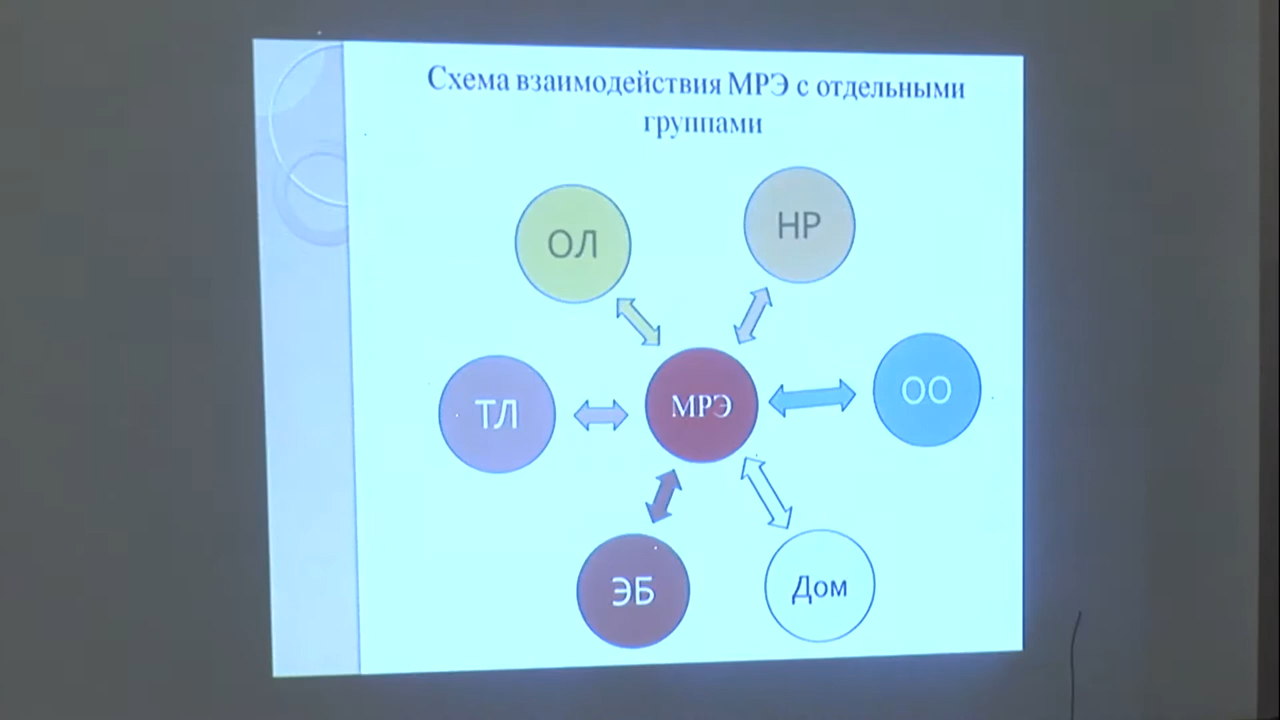 Схема взаимодействия МРЭ с отдельными
группами
ОЛ
НР
ТЛ
МРЭ
ОО
ЭБ
Дом